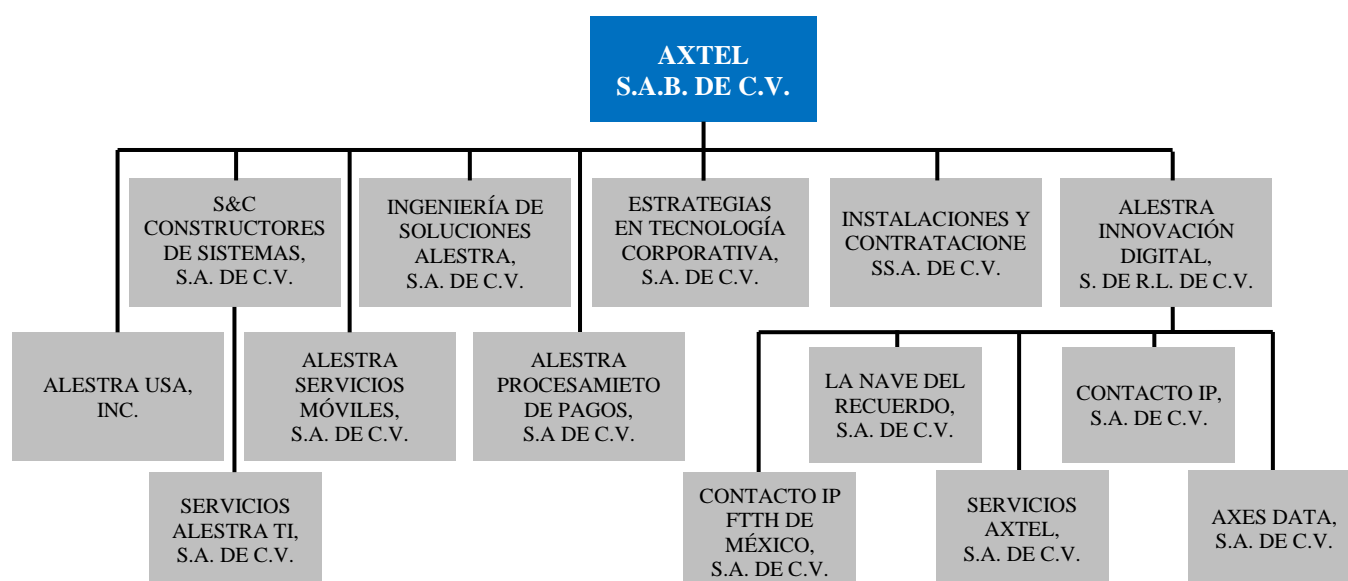 AXTEL
S.A.B. DE C.V.
S&C
CONSTRUCTORES
DE SISTEMAS,
S.A. DE C.V.
INGENIERÍA DE
SOLUCIONES
ALESTRA,
S.A. DE C.V.
ESTRATEGIAS
EN TECNOLOGÍA
CORPORATIVA,
S.A. DE C.V.
INSTALACIONES Y
CONTRATACIONE
SS.A. DE C.V.
ALESTRA
INNOVACIÓN
DIGITAL,
S. DE R.L. DE C.V.
ALESTRA USA,
INC.
ALESTRA
SERVICIOS
MÓVILES,
S.A. DE C.V.
ALESTRA
PROCESAMIETO
DE PAGOS,
S.A DE C.V.
LA NAVE DEL
RECUERDO,
S.A. DE C.V.
CONTACTO IP,
S.A. DE C.V.
SERVICIOS
ALESTRA TI,
S.A. DE C.V.
CONTACTO IP
FTTH DE
MÉXICO,
S.A. DE C.V.
SERVICIOS
AXTEL,
S.A. DE C.V.
AXES DATA,
S.A. DE C.V.